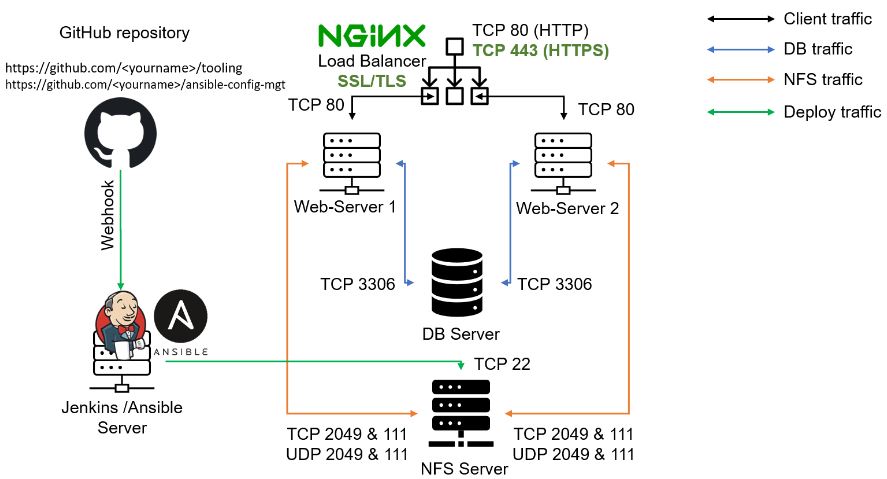 GitHub repository
https://github.com/<yourname>/tooling
https://github.com/<yourname>/ansible-config-mgt
Webhook
ANSIBLE
Jenkins /Ansible
Server
NGINX
Load Balancer
SSL/TLS
TCP 80 (HTTP)
TCP 443 (HTTPS)
TCP 80
TCP 80
Web-Server 1
Web-Server 2
TCP 3306
TCP 3306
DB Server
TCP 22
TCP 2049 & 111
UDP 2049 & 111
TCP 2049 & 111
UDP 2049 & 111
NFS Server
Client traffic
DB traffic
NFS traffic
Deploy traffic